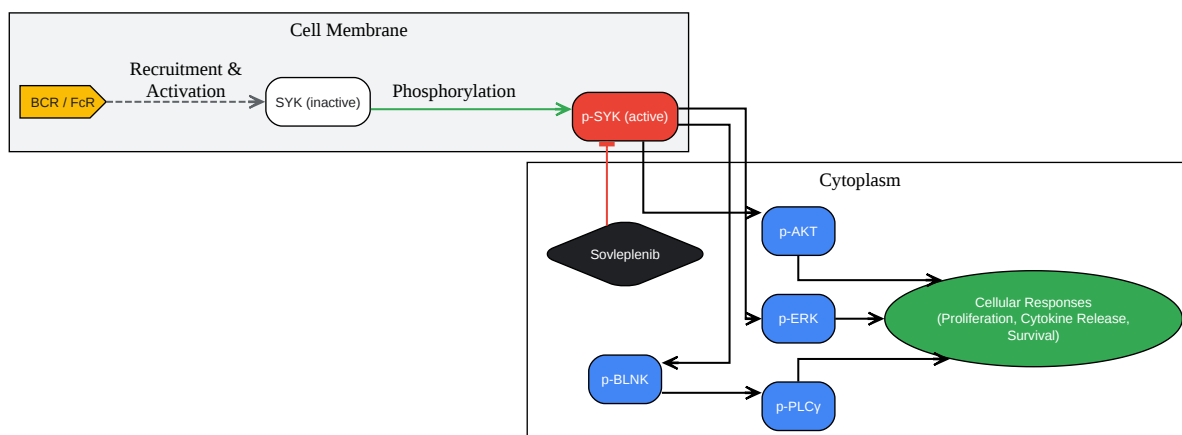 Cell Membrane
Recruitment &
Activation
BCR / FcR
SYK (inactive)
Phosphorylation
p-SYK (active)
Cytoplasm
p-AKT
Sovleplenib
Cellular Responses
(Proliferation, Cytokine Release,
Survival)
p-ERK
p-BLNK
p-PLCγ